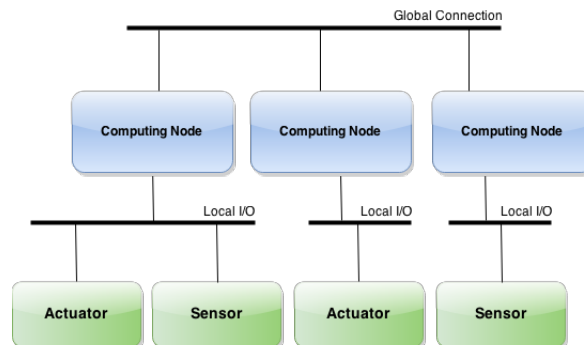 Global Connection
Computing Node
Computing Node
Computing Node
Local I/O
Local I/O
Local I/O
Actuator
Sensor
Actuator
Sensor